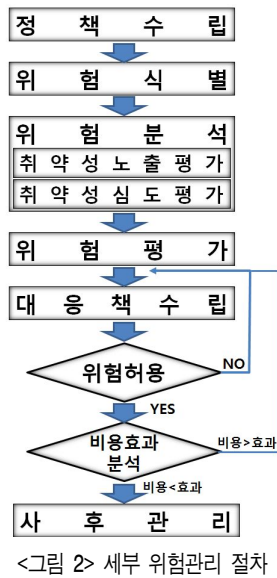 정 책 수 립
위 험 식 별
위 험 분 석
취 약 성 노 출 평 가
취 약 성 심 도 평 가
위 험 평 가
대 응 책 수 립
위험허용
NO
YES
비용효과
분석
비용>효과
비용<효과
사 후 관 리
<그림 2> 세부 위험관리 절차